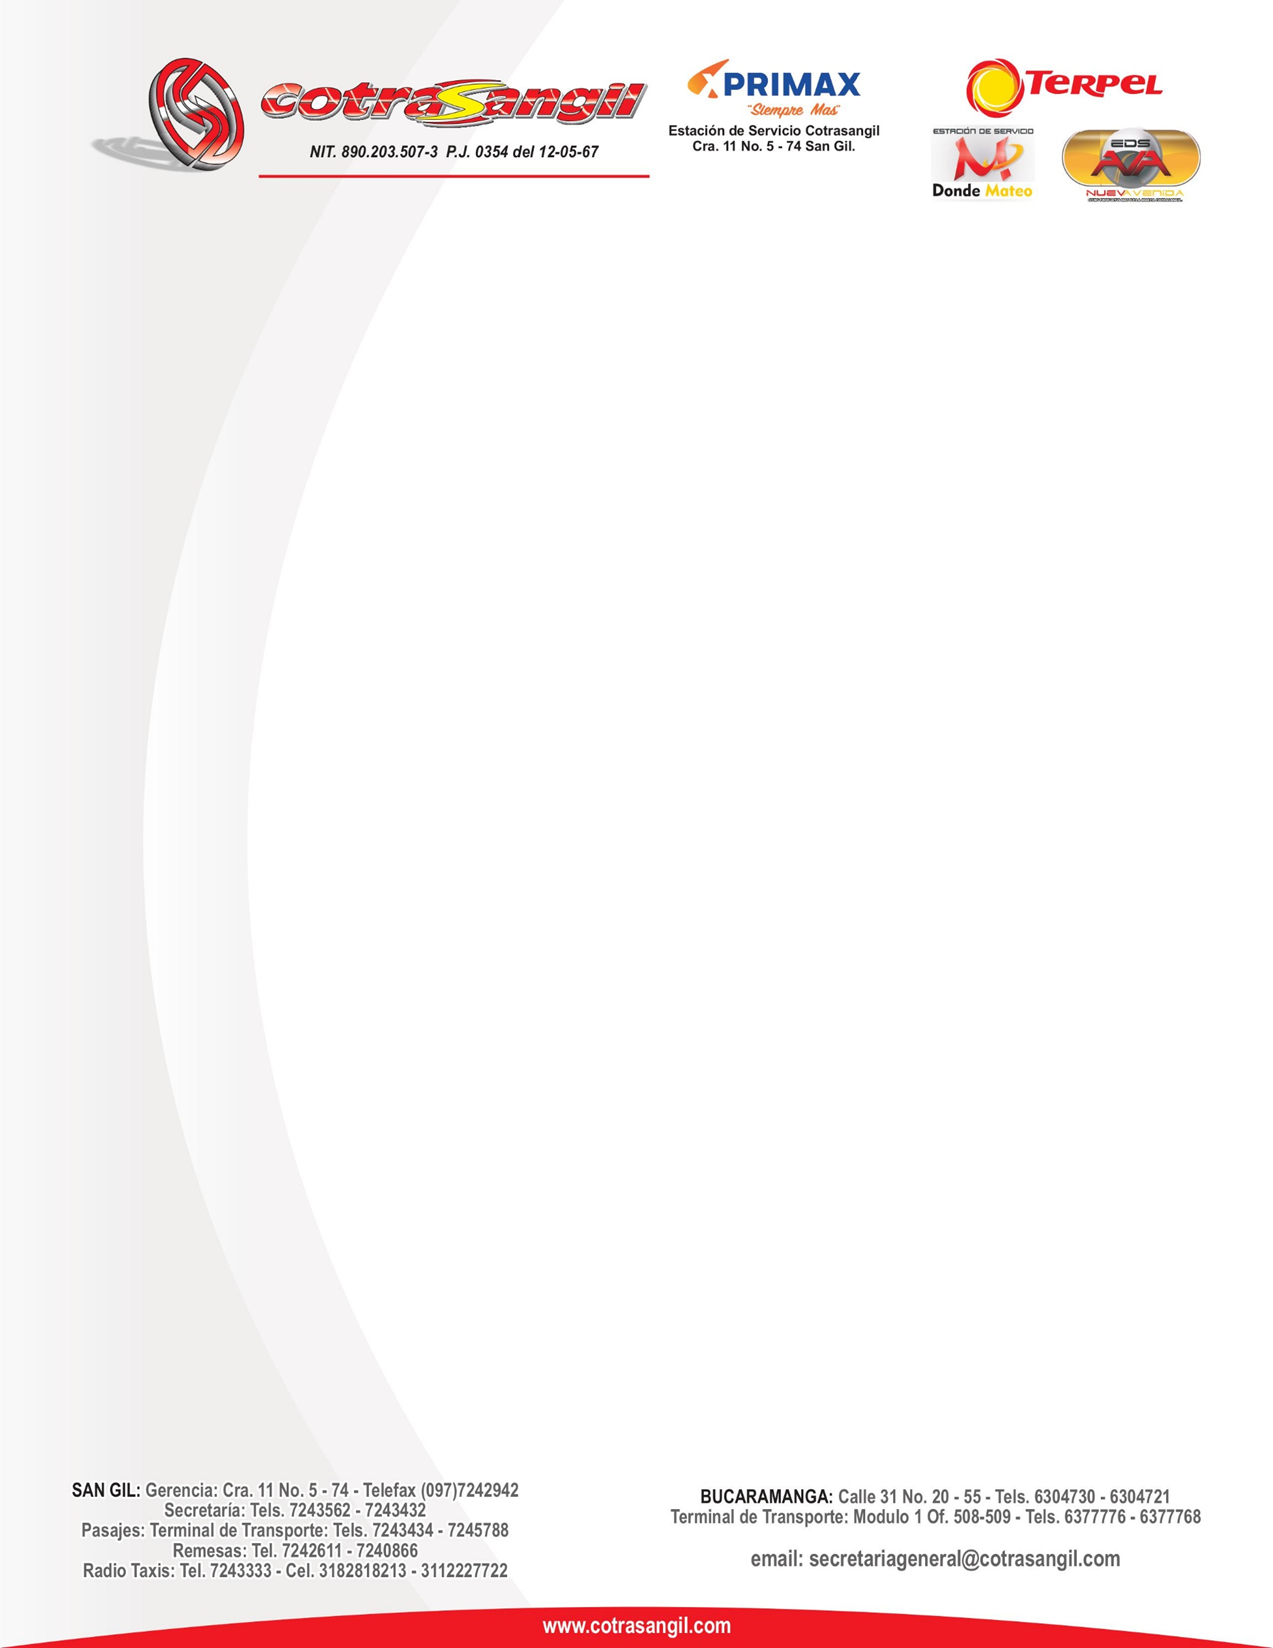 cotrasangil
NIT. 890.203.507-3 P.J. 0354 del 12-05-67
PRIMAX
"Siempre Mas"
Estación de Servicio Cotrasangil
Cra. 11 No. 5 - 74 San Gil.
TERPEL
ESTACIÓN DE SERVICIO
Donde Mateo
EDS
AVA
NUEVA AVENIDA
SAN GIL: Gerencia: Cra. 11 No. 5 - 74 - Telefax (097)7242942
Secretaría: Tels. 7243562 - 7243432
Pasajes: Terminal de Transporte: Tels. 7243434 - 7245788
Remesas: Tel. 7242611 - 7240866
Radio Taxis: Tel. 7243333 - Cel. 3182818213 - 3112227722
BUCARAMANGA: Calle 31 No. 20 - 55 - Tels. 6304730 - 6304721
Terminal de Transporte: Modulo 1 Of. 508-509 - Tels. 6377776 - 6377768
email: secretariageneral@cotrasangil.com
www.cotrasangil.com